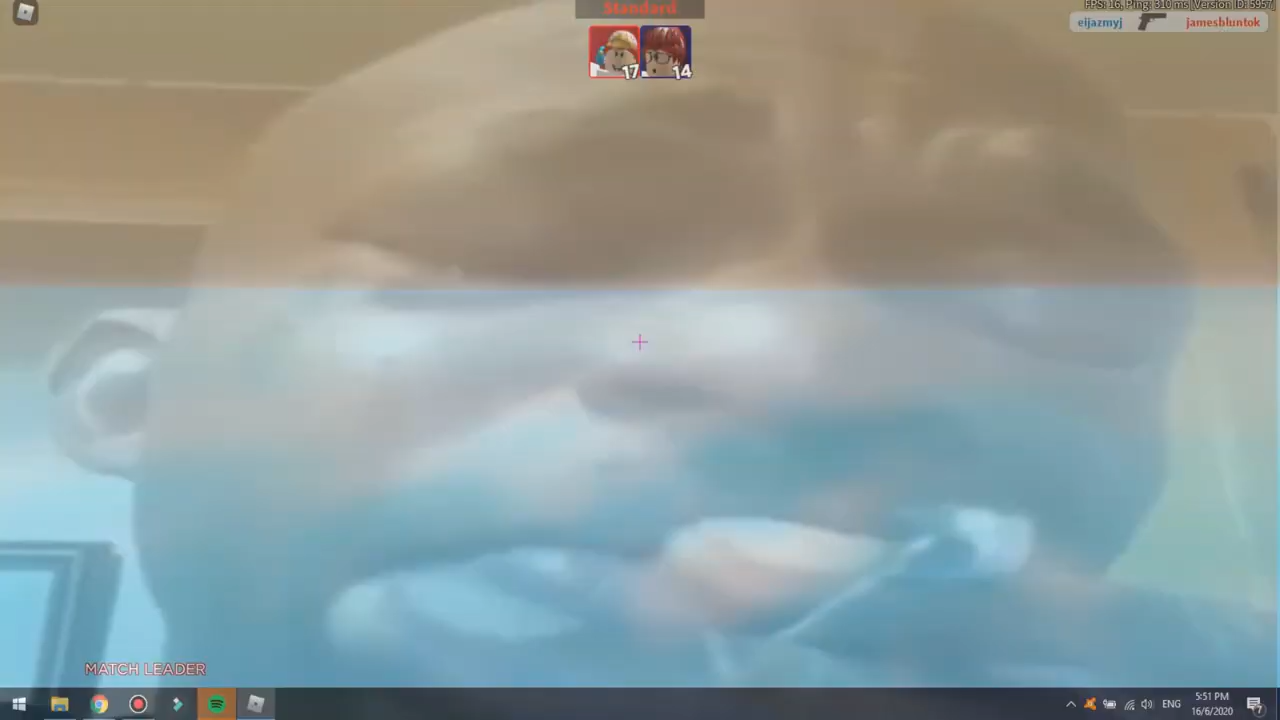 Standard
FPS: 16, Ping: 310 ms, Version ID: 5957
eijazmyj jamesbluntok
17 14
MATCH LEADER
ENG
5:51 PM
16/6/2020